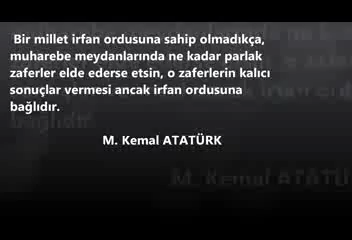 Bir millet irfan ordusuna sahip olmadıkça,
muharebe meydanlarında ne kadar parlak
zaferler elde ederse etsin, o zaferlerin kalıcı
sonuçlar vermesi ancak irfan ordusuna
bağlıdır.
M. Kemal ATATÜRK
M. Kemal ATATÜ